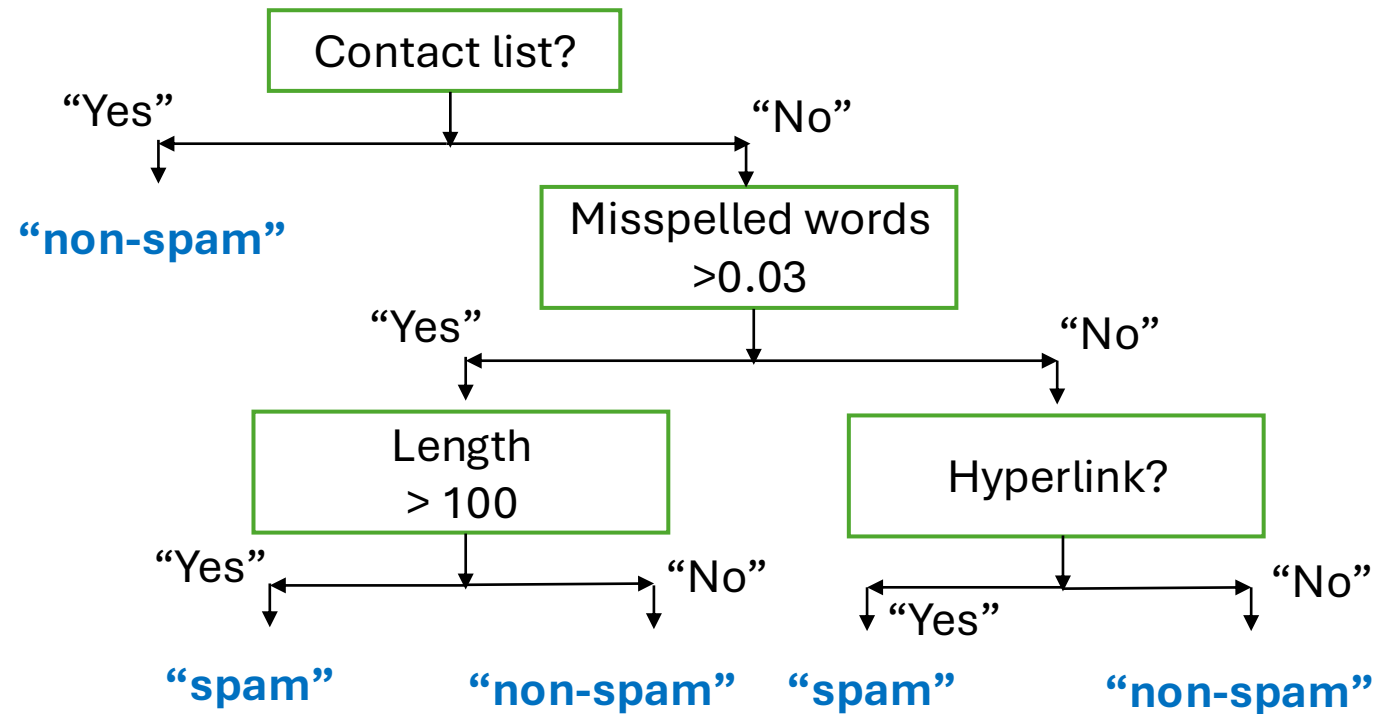 Contact list?
“Yes”
“No”
“non-spam”
Misspelled words
>0.03
“Yes”
“No”
Length
> 100
Hyperlink?
“Yes”
“No”
“Yes”
“No”
“spam”
“non-spam”
“spam”
“non-spam”